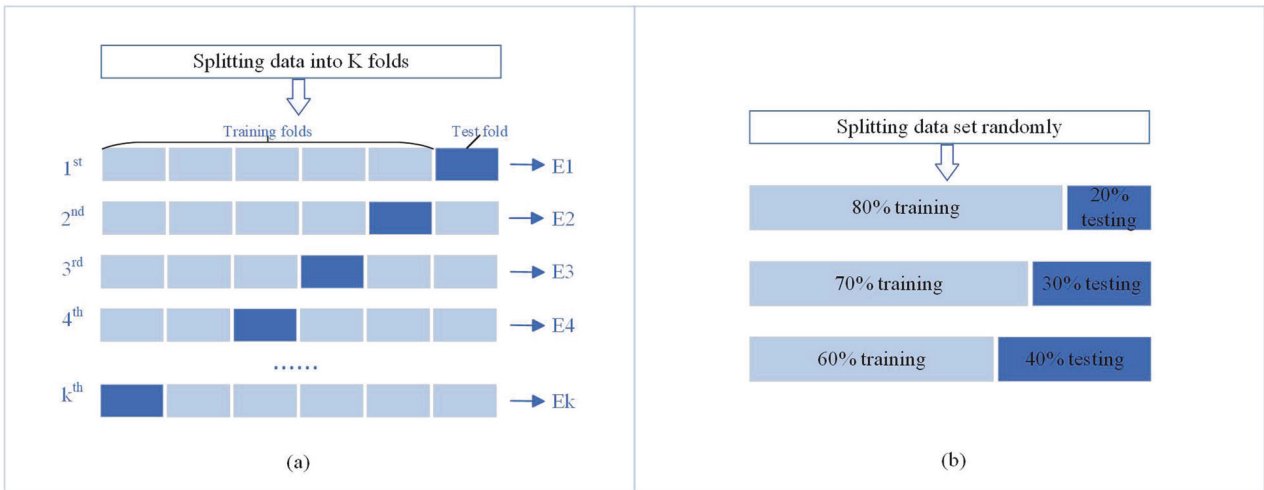 Splitting data into K folds
Training folds
Test fold
1st
E1
2nd
E2
3rd
E3
4th
E4
......
kth
Ek
(a)
Splitting data set randomly
80% training
20%
testing
70% training
30% testing
60% training
40% testing
(b)